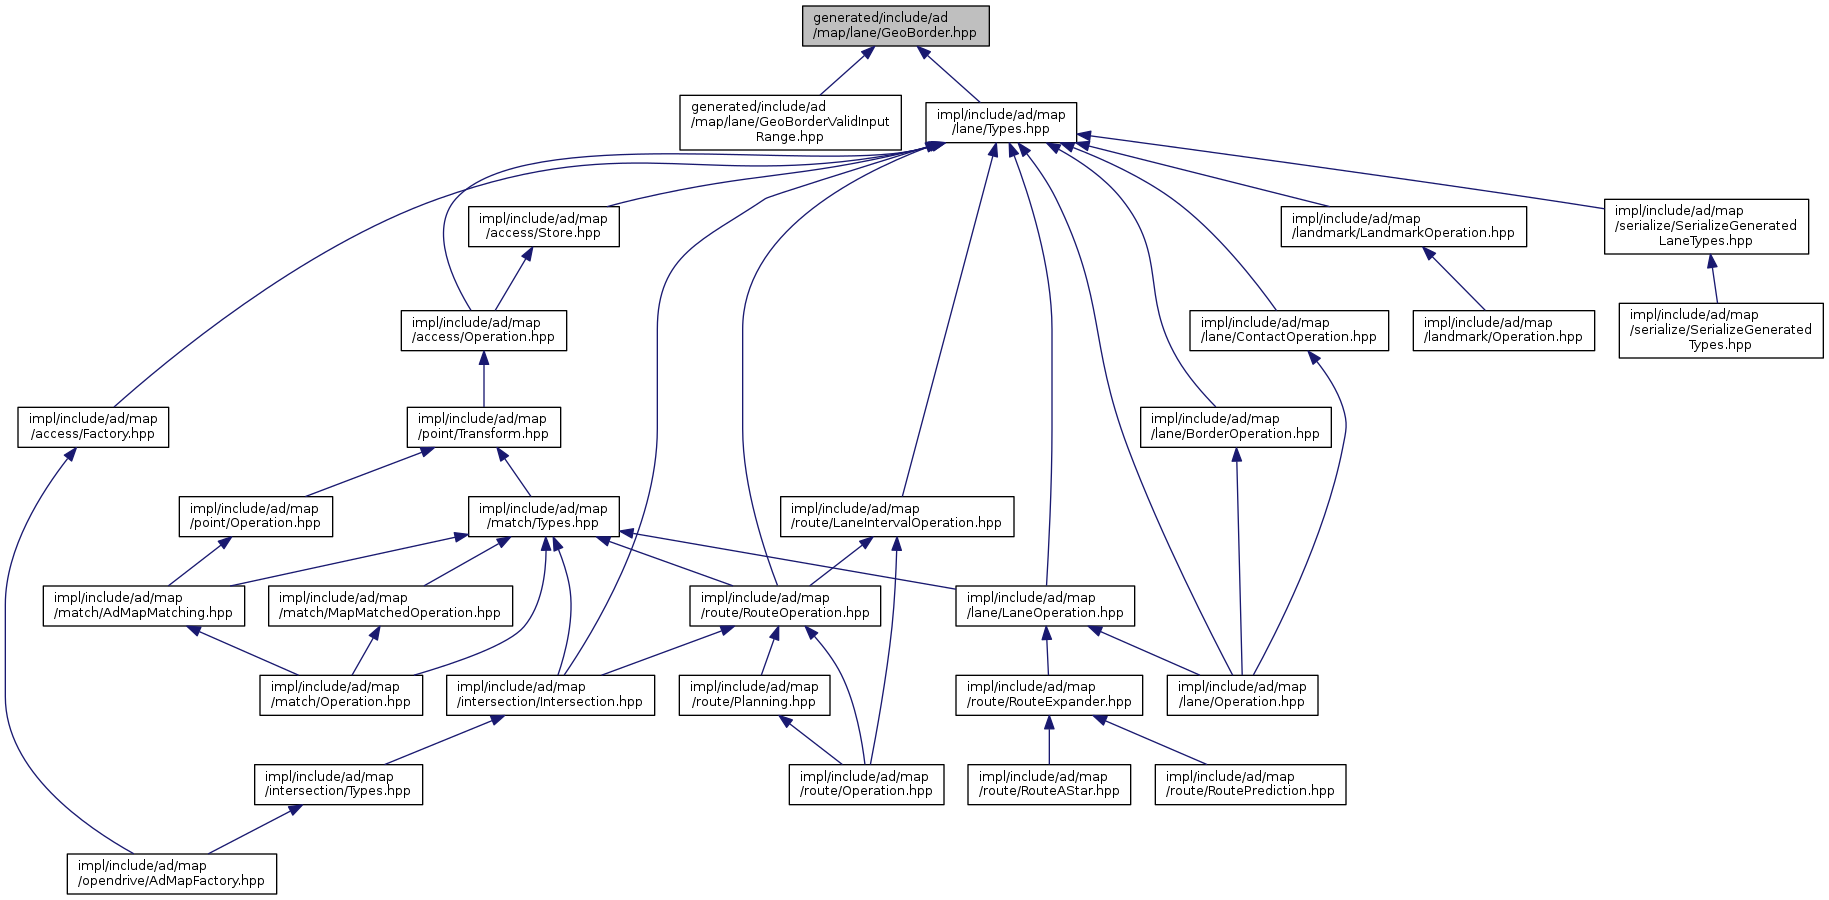 generated/include/ad
/map/lane/GeoBorder.hpp
generated/include/ad
/map/lane/GeoBorderValidInput
Range.hpp
impl/include/ad/map
/lane/Types.hpp
impl/include/ad/map
/access/Store.hpp
impl/include/ad/map
/landmark/LandmarkOperation.hpp
impl/include/ad/map
/serialize/SerializeGenerated
LaneTypes.hpp
impl/include/ad/map
/access/Operation.hpp
impl/include/ad/map
/lane/ContactOperation.hpp
impl/include/ad/map
/landmark/Operation.hpp
impl/include/ad/map
/serialize/SerializeGenerated
Types.hpp
impl/include/ad/map
/access/Factory.hpp
impl/include/ad/map
/point/Transform.hpp
impl/include/ad/map
/lane/BorderOperation.hpp
impl/include/ad/map
/point/Operation.hpp
impl/include/ad/map
/match/Types.hpp
impl/include/ad/map
/route/LaneIntervalOperation.hpp
impl/include/ad/map
/match/AdMapMatching.hpp
impl/include/ad/map
/match/MapMatchedOperation.hpp
impl/include/ad/map
/route/RouteOperation.hpp
impl/include/ad/map
/lane/LaneOperation.hpp
impl/include/ad/map
/match/Operation.hpp
impl/include/ad/map
/intersection/Intersection.hpp
impl/include/ad/map
/route/Planning.hpp
impl/include/ad/map
/route/RouteExpander.hpp
impl/include/ad/map
/lane/Operation.hpp
impl/include/ad/map
/intersection/Types.hpp
impl/include/ad/map
/route/Operation.hpp
impl/include/ad/map
/route/RouteAStar.hpp
impl/include/ad/map
/route/RoutePrediction.hpp
impl/include/ad/map
/opendrive/AdMapFactory.hpp